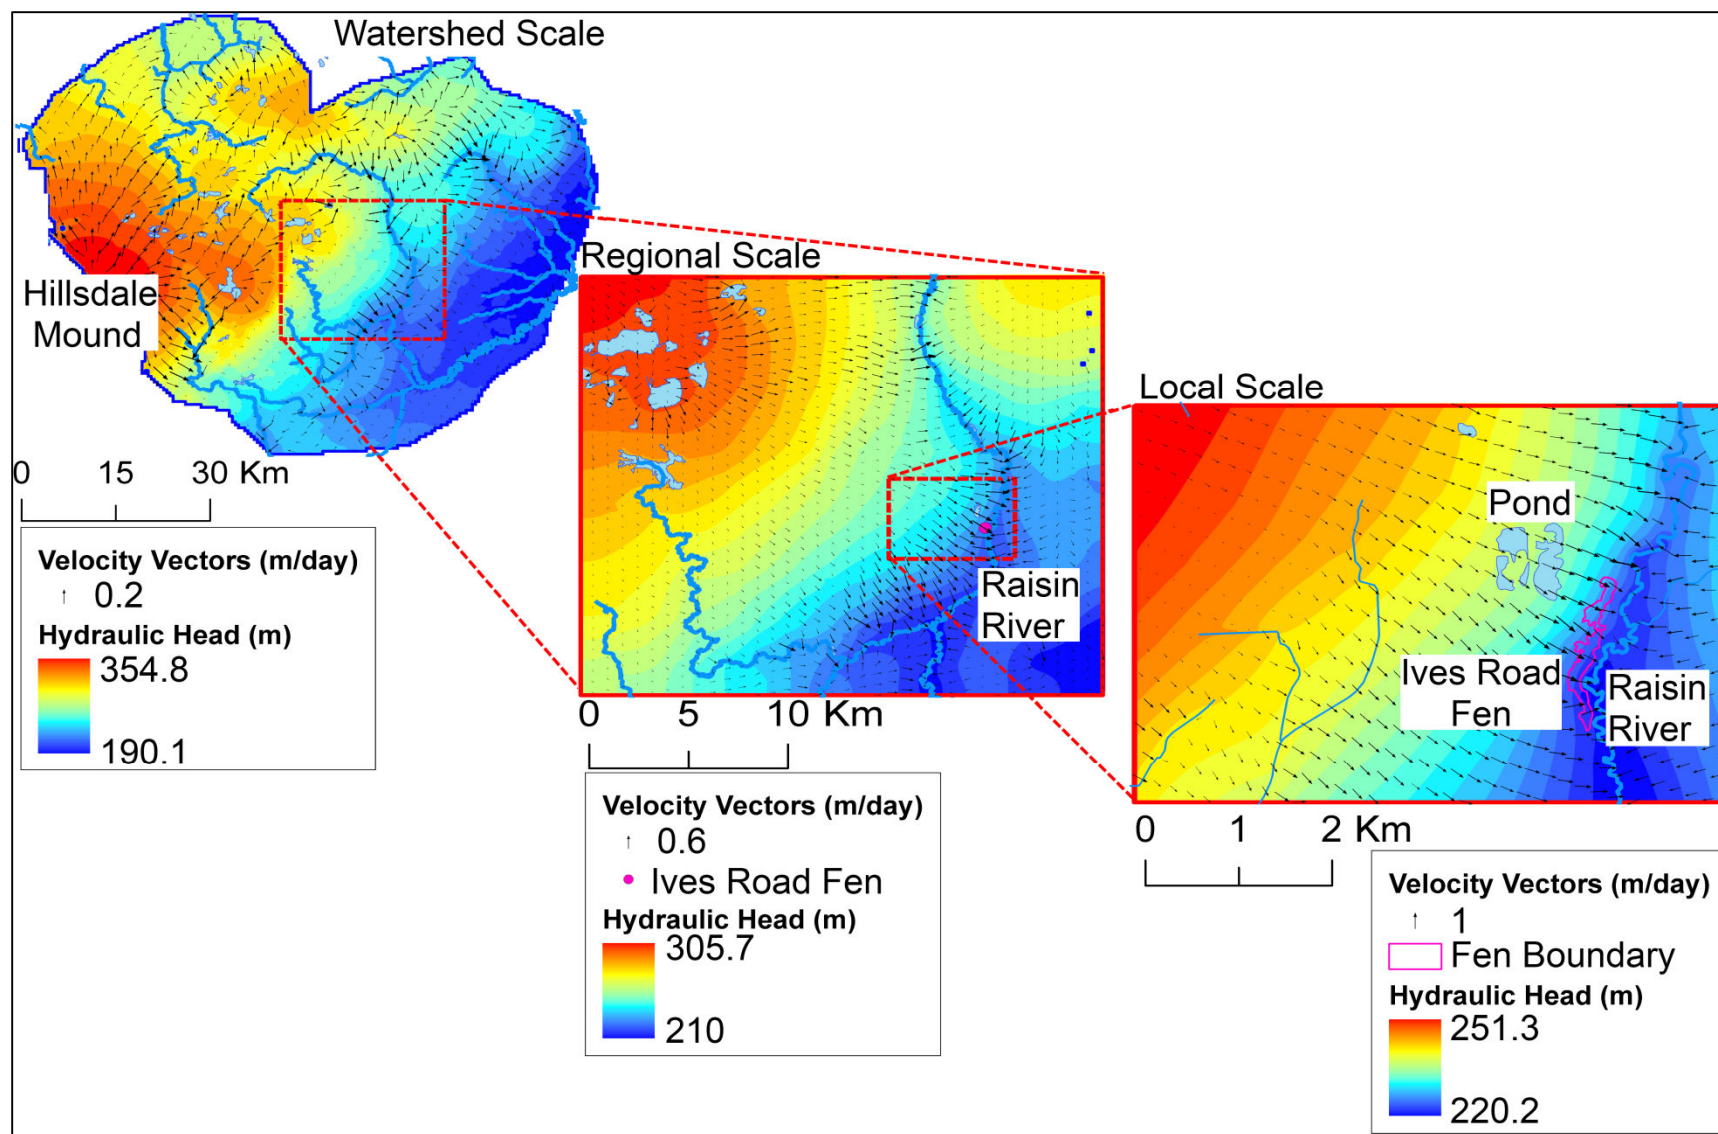 Watershed Scale
Hillsdale
Mound
0 15 30 Km
Velocity Vectors (m/day)
0.2
Hydraulic Head (m)
354.8
190.1
Regional Scale
Raisin
River
0 5 10 Km
Velocity Vectors (m/day)
0.6
Ives Road Fen
Hydraulic Head (m)
305.7
210
Local Scale
Pond
Ives Road
Fen
Raisin
River
0 1 2 Km
Velocity Vectors (m/day)
1
Fen Boundary
Hydraulic Head (m)
251.3
220.2